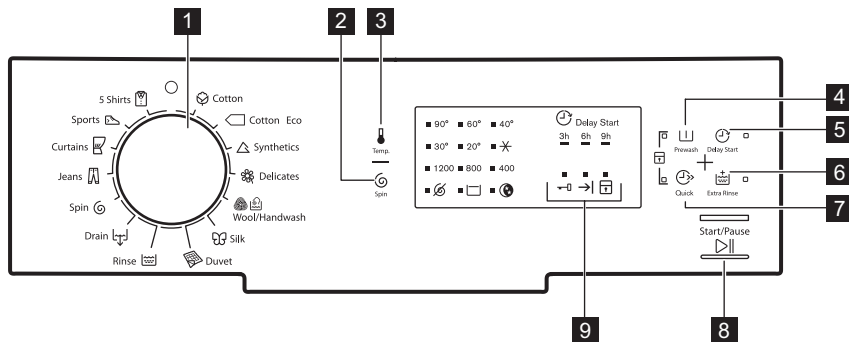 1
2
3
4
5
6
7
8
9
5 Shirts
Sports
Curtains
Jeans
Spin
Drain
Rinse
Cotton
Cotton Eco
Synthetics
Delicates
Wool/Handwash
Silk
Duvet
Temp.
Spin
90° 60° 40°
30° 20°
1200 800 400
Delay Start
3h 6h 9h
Prewash
Delay Start
Quick
Extra Rinse
Start/Pause